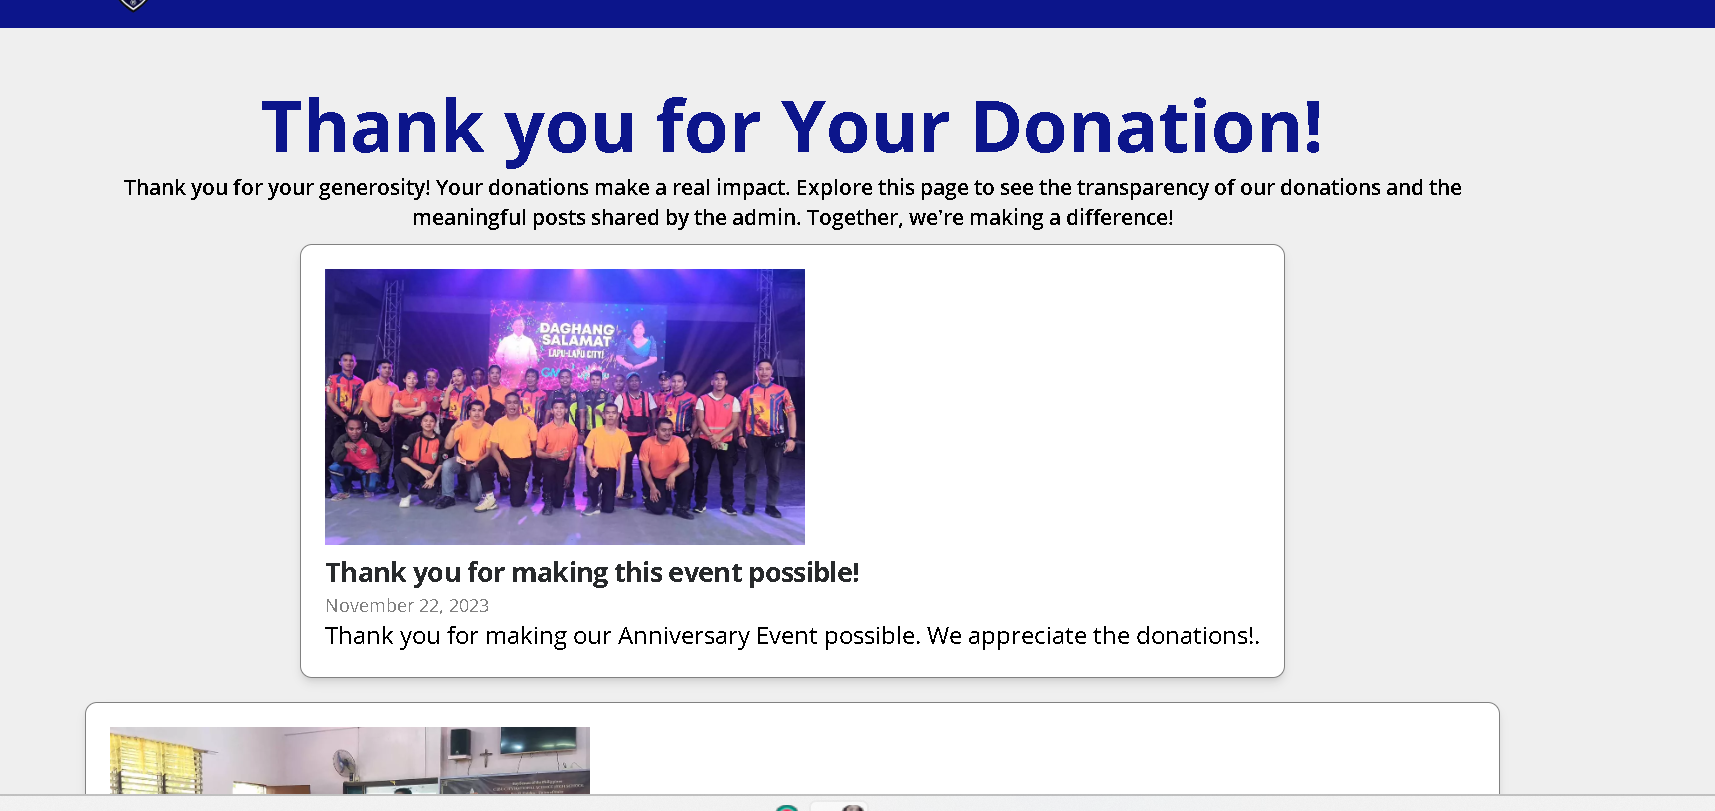 Thank you for Your Donation!
Thank you for your generosity! Your donations make a real impact. Explore this page to see the transparency of our donations and the
meaningful posts shared by the admin. Together, we're making a difference!
DAGHANG
SALAMAT
LAPU-LAPU CITY!
Thank you for making this event possible!
November 22, 2023
Thank you for making our Anniversary Event possible. We appreciate the donations!.